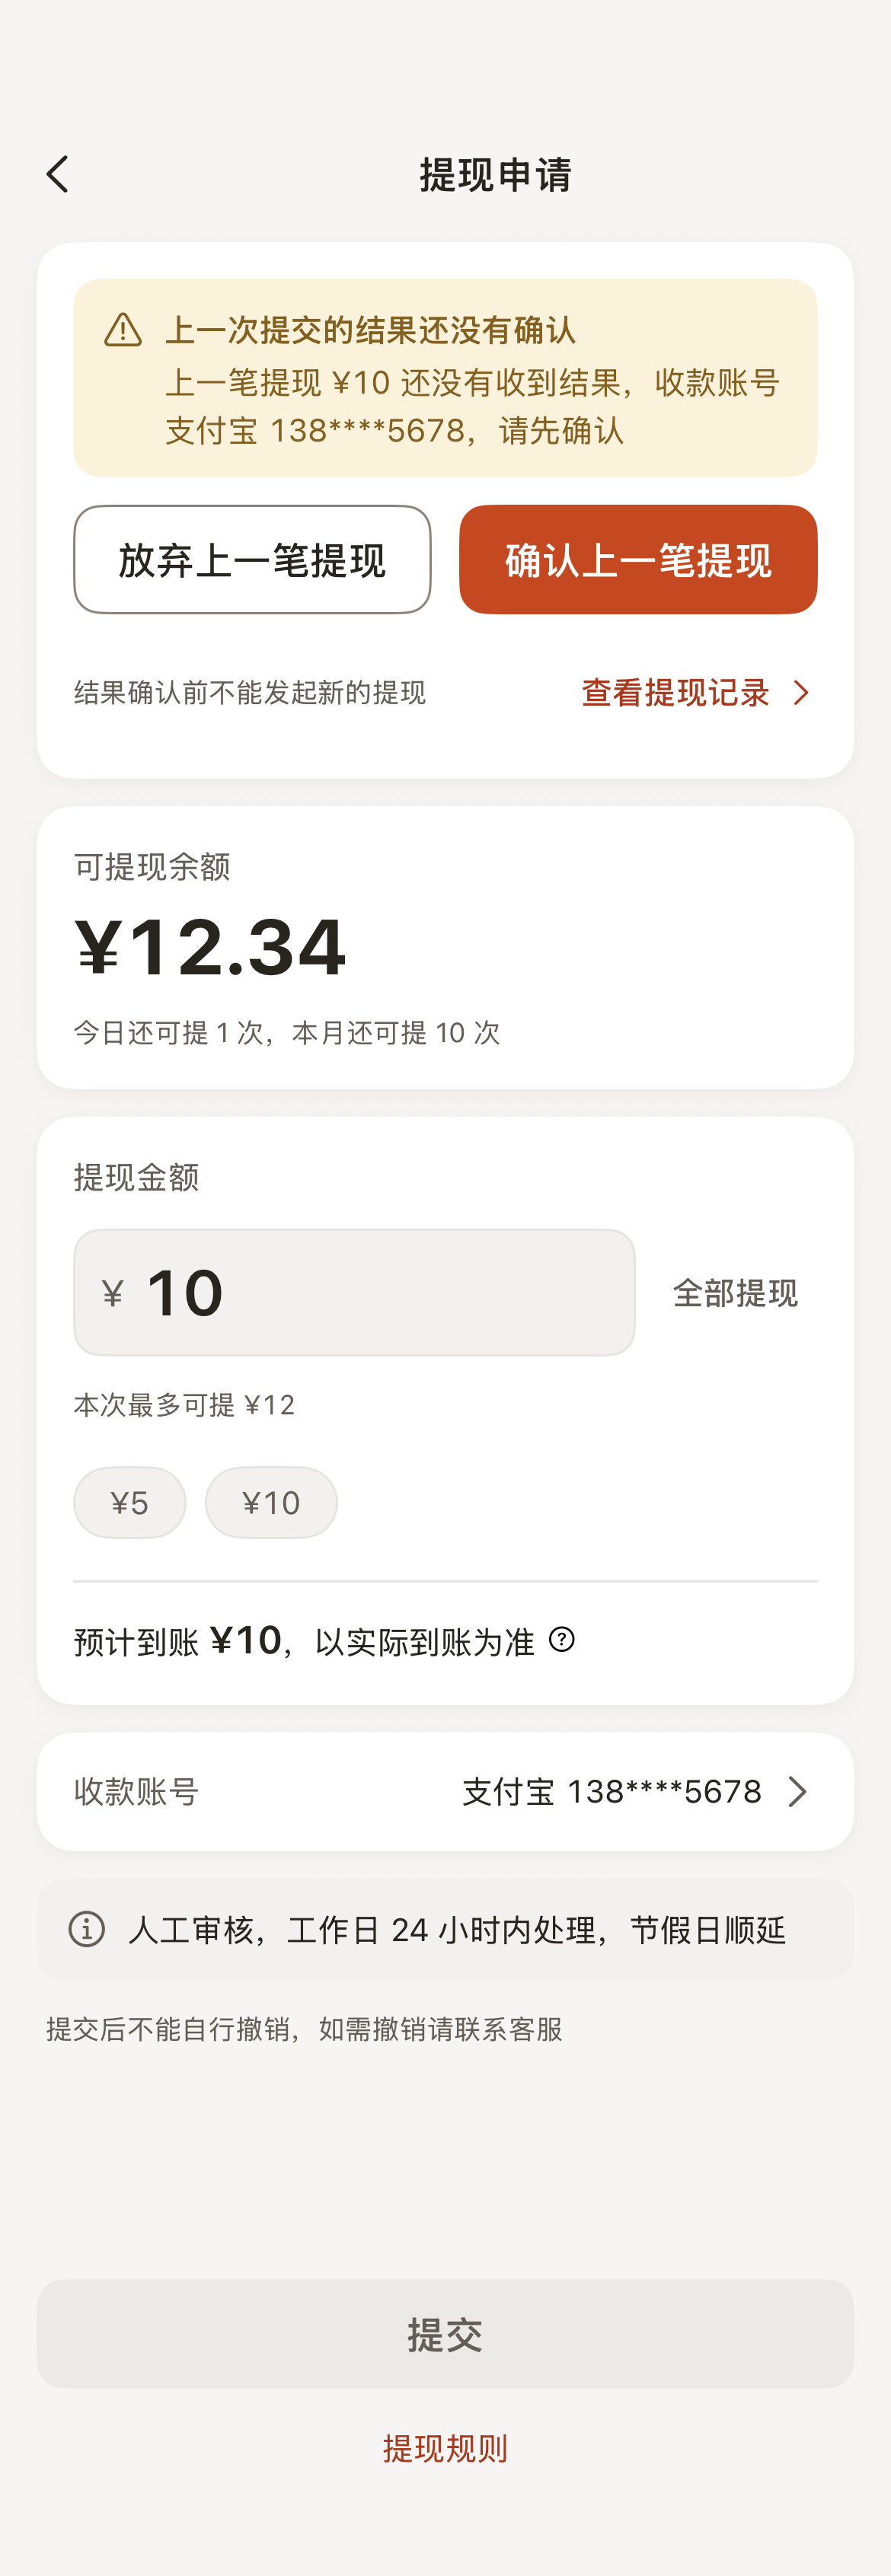 提现申请
上一次提交的结果还没有确认
上一笔提现 ¥10 还没有收到结果，收款账号
支付宝 138****5678，请先确认
放弃上一笔提现
确认上一笔提现
结果确认前不能发起新的提现
查看提现记录
可提现余额
¥12.34
今日还可提 1 次，本月还可提 10 次
提现金额
¥ 10
全部提现
本次最多可提 ¥12
¥5
¥10
预计到账 ¥10，以实际到账为准
收款账号
支付宝 138****5678
人工审核，工作日 24 小时内处理，节假日顺延
提交后不能自行撤销，如需撤销请联系客服
提交
提现规则